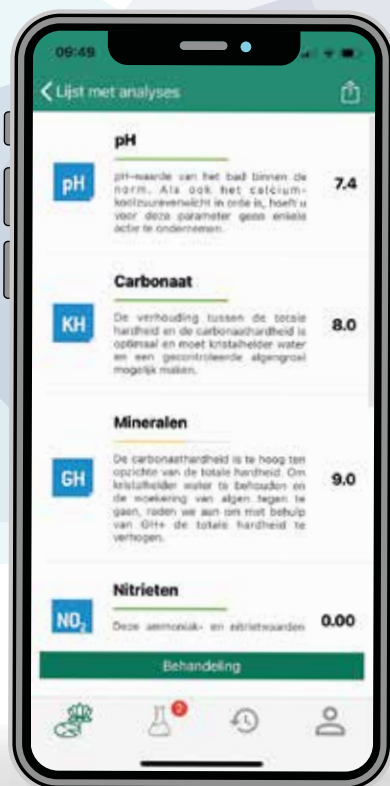 09:49
Lijst met analyses
pH
pH
pH-waarde van het bad binnen de
norm. Als ook het calcium-
koolzuurevenwicht in orde is, hoeft u
voor deze parameter geen enkele
actie te ondernemen.
7.4
Carbonaat
KH
De verhouding tussen de totale
hardheid en de carbonaathardheid is
optimaal en moet kristalhelder water
en een gecontroleerde algengroei
mogelijk maken.
8.0
Mineralen
GH
De carbonaathardheid is te hoog ten
opzichte van de totale hardheid. Om
kristalhelder water te behouden en
de woekering van algen tegen te
gaan, raden we aan om met behulp
van GH+ de totale hardheid te
verhogen.
9.0
Nitrieten
NO₂
Deze ammoniak- en nitrietwaarden
0.00
Behandeling
2